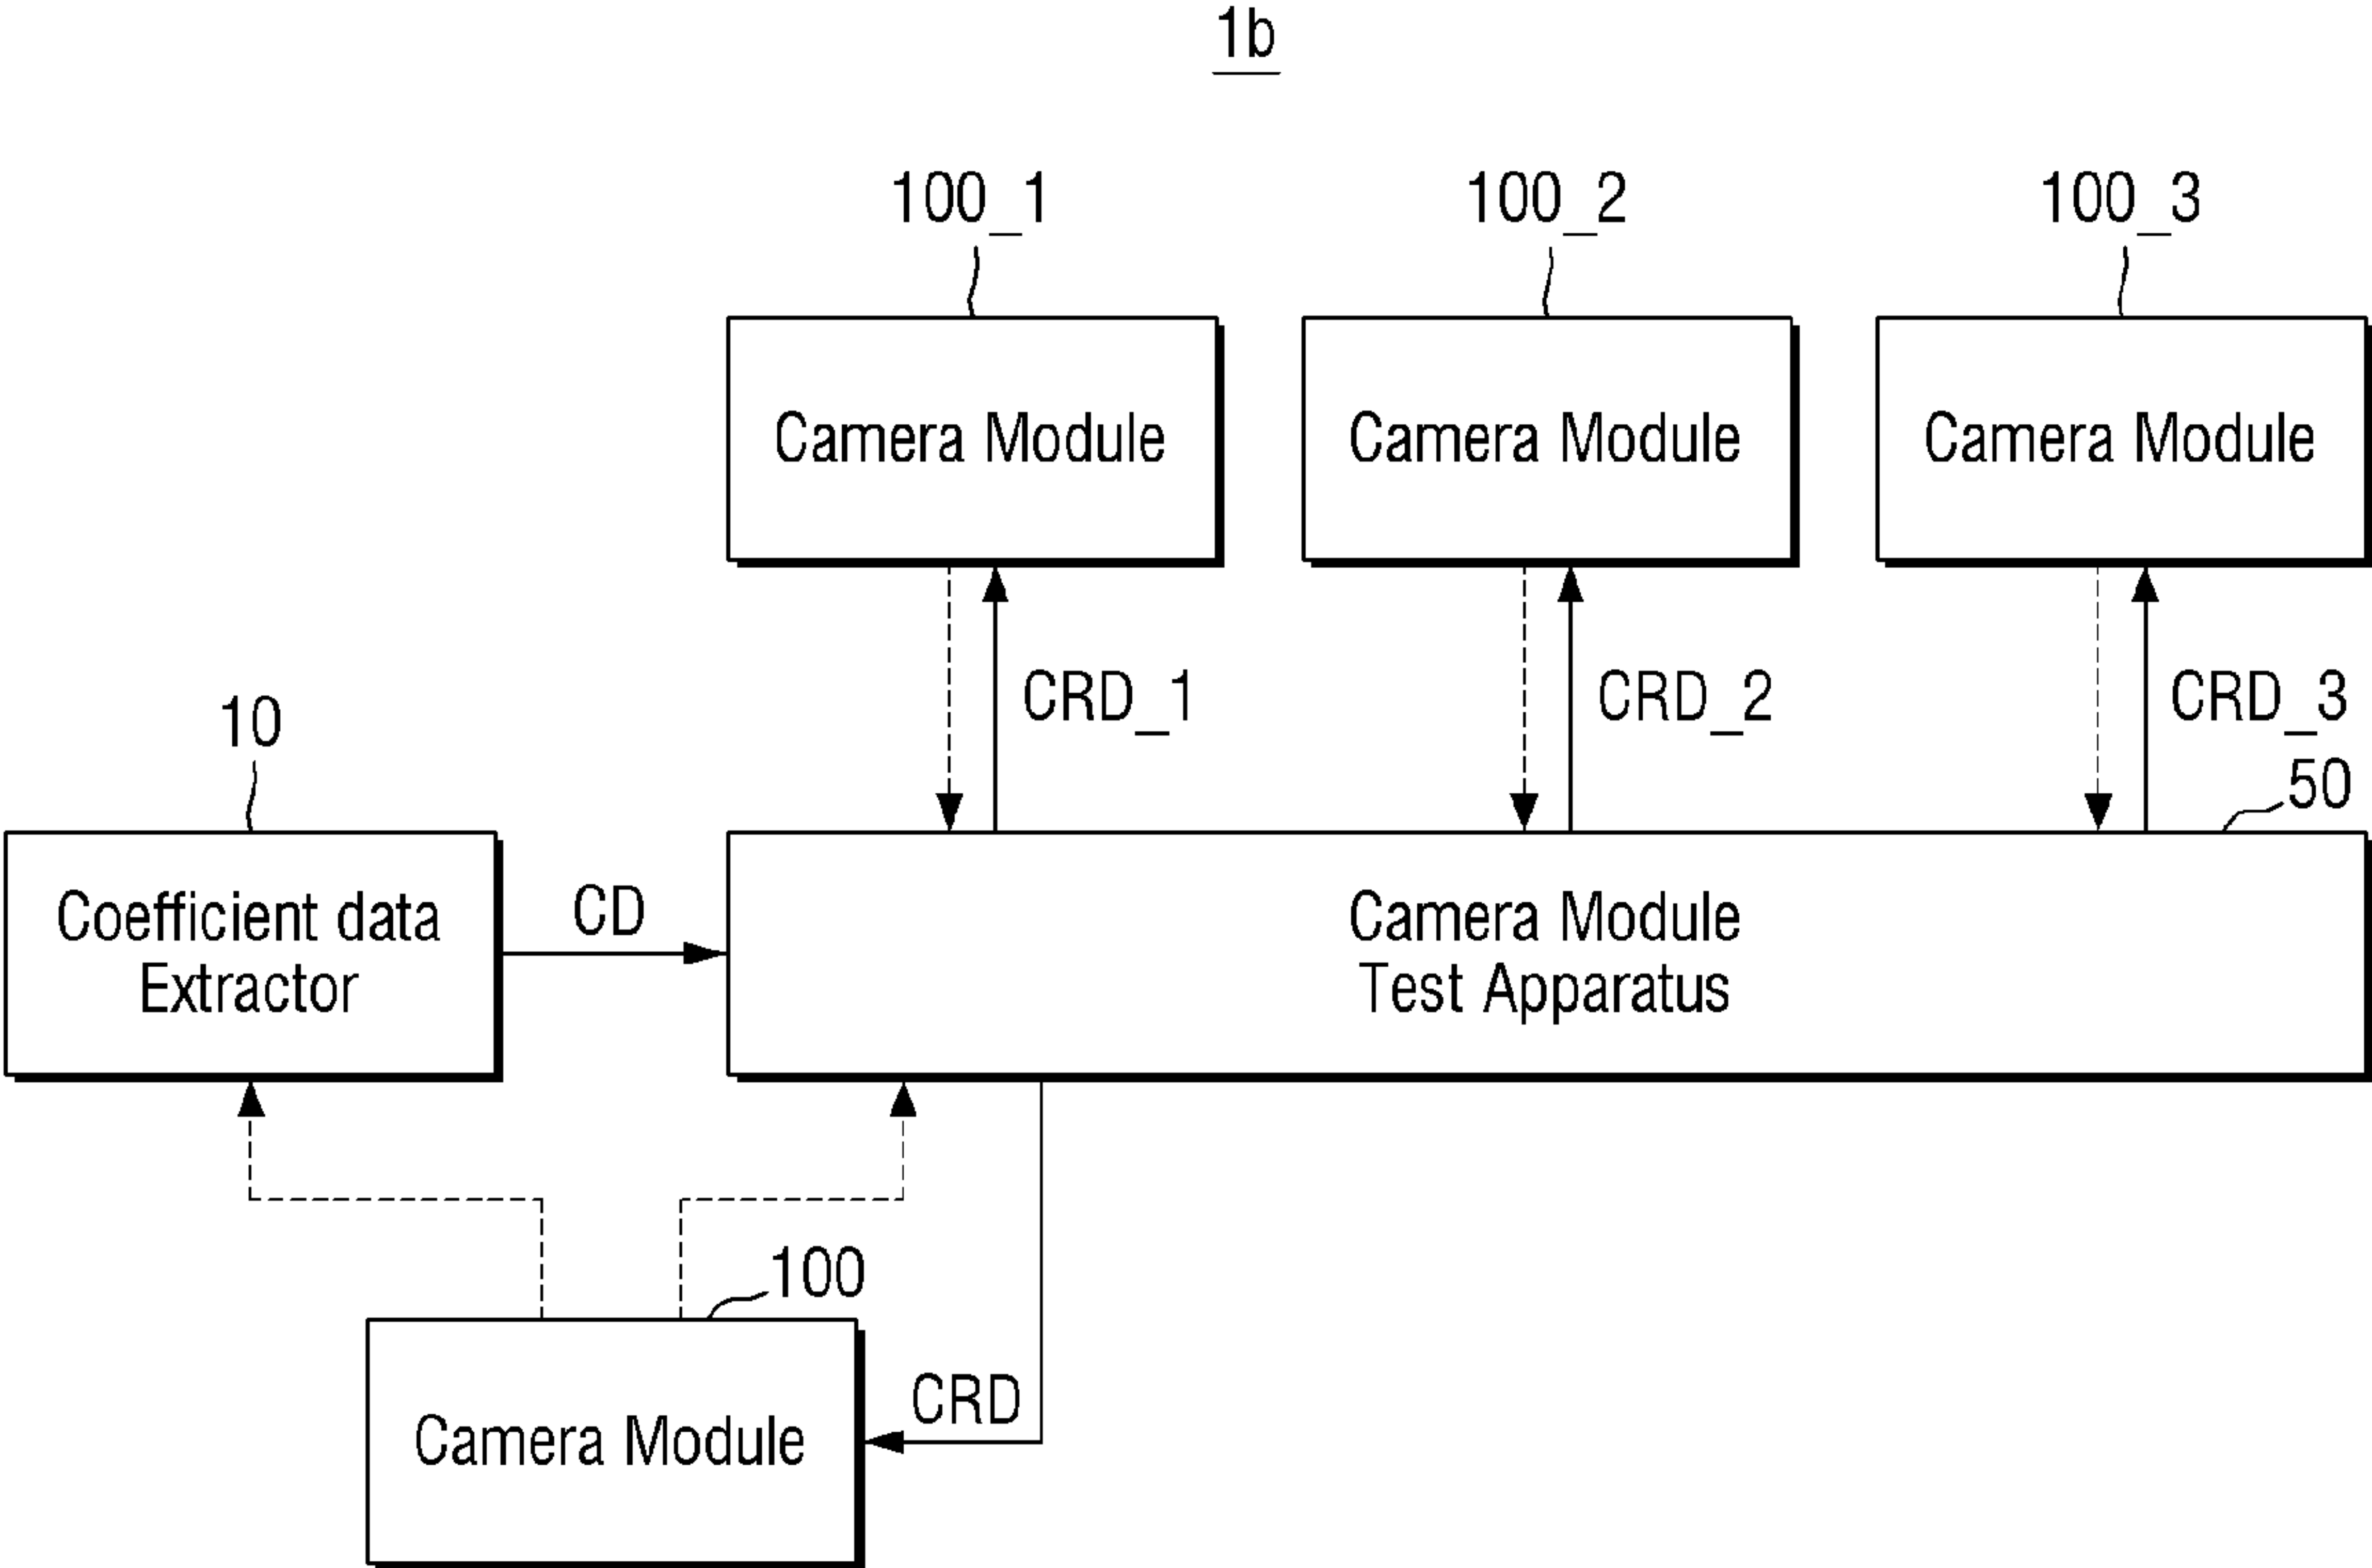 1b
100_1
100_2
100_3
Camera Module
Camera Module
Camera Module
CRD_1
CRD_2
CRD_3
10
50
Coefficient data
Extractor
CD
Camera Module
Test Apparatus
100
CRD
Camera Module